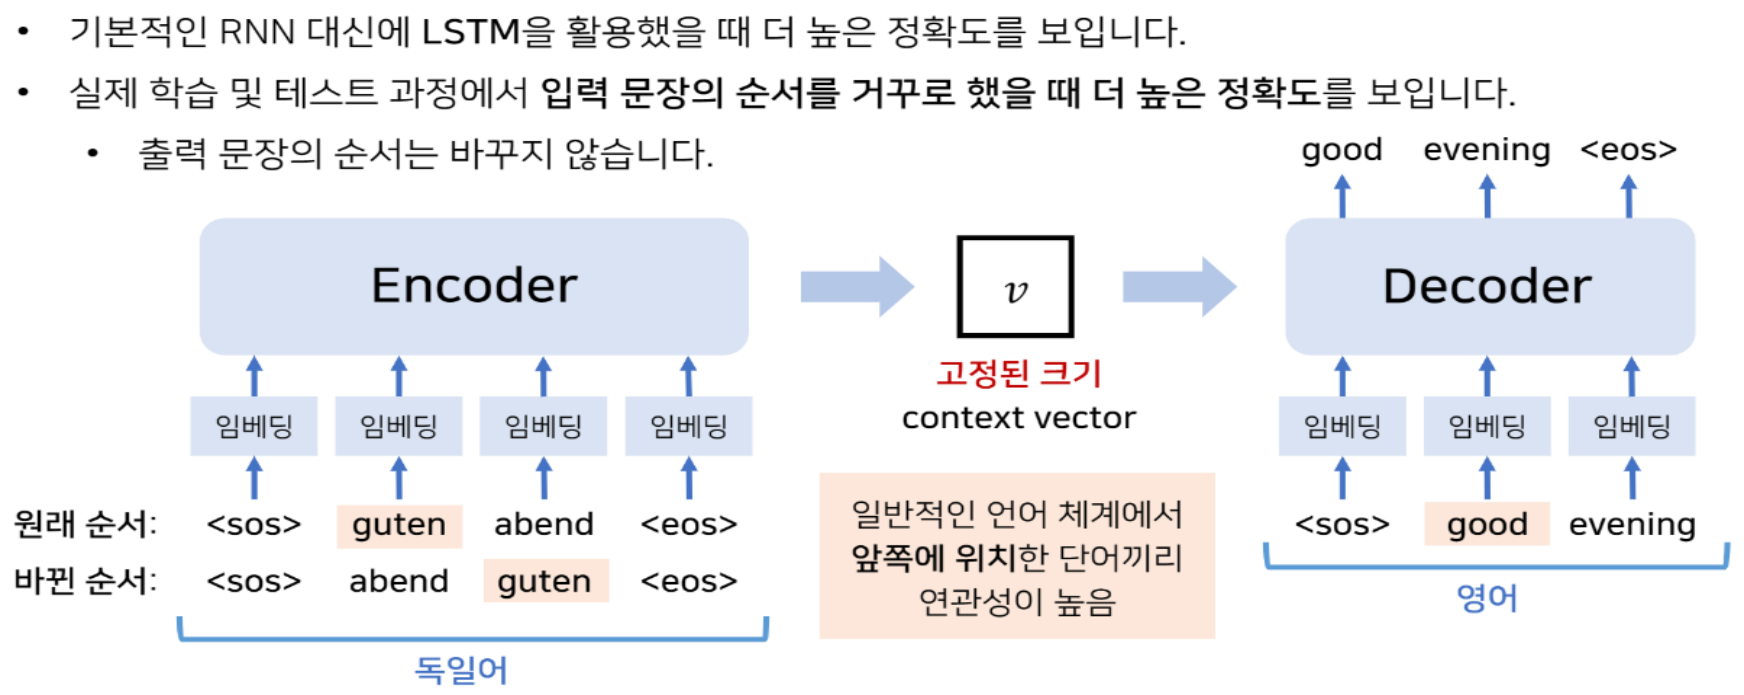 • 기본적인 RNN 대신에 LSTM을 활용했을 때 더 높은 정확도를 보입니다.
• 실제 학습 및 테스트 과정에서 입력 문장의 순서를 거꾸로 했을 때 더 높은 정확도를 보입니다.
• 출력 문장의 순서는 바꾸지 않습니다.
good evening <eos>
Encoder
v
Decoder
고정된 크기
context vector
임베딩 임베딩 임베딩 임베딩
임베딩 임베딩 임베딩
원래 순서: <sos> guten abend <eos>
바뀐 순서: <sos> abend guten <eos>
독일어
일반적인 언어 체계에서
앞쪽에 위치한 단어끼리
연관성이 높음
<sos> good evening
영어